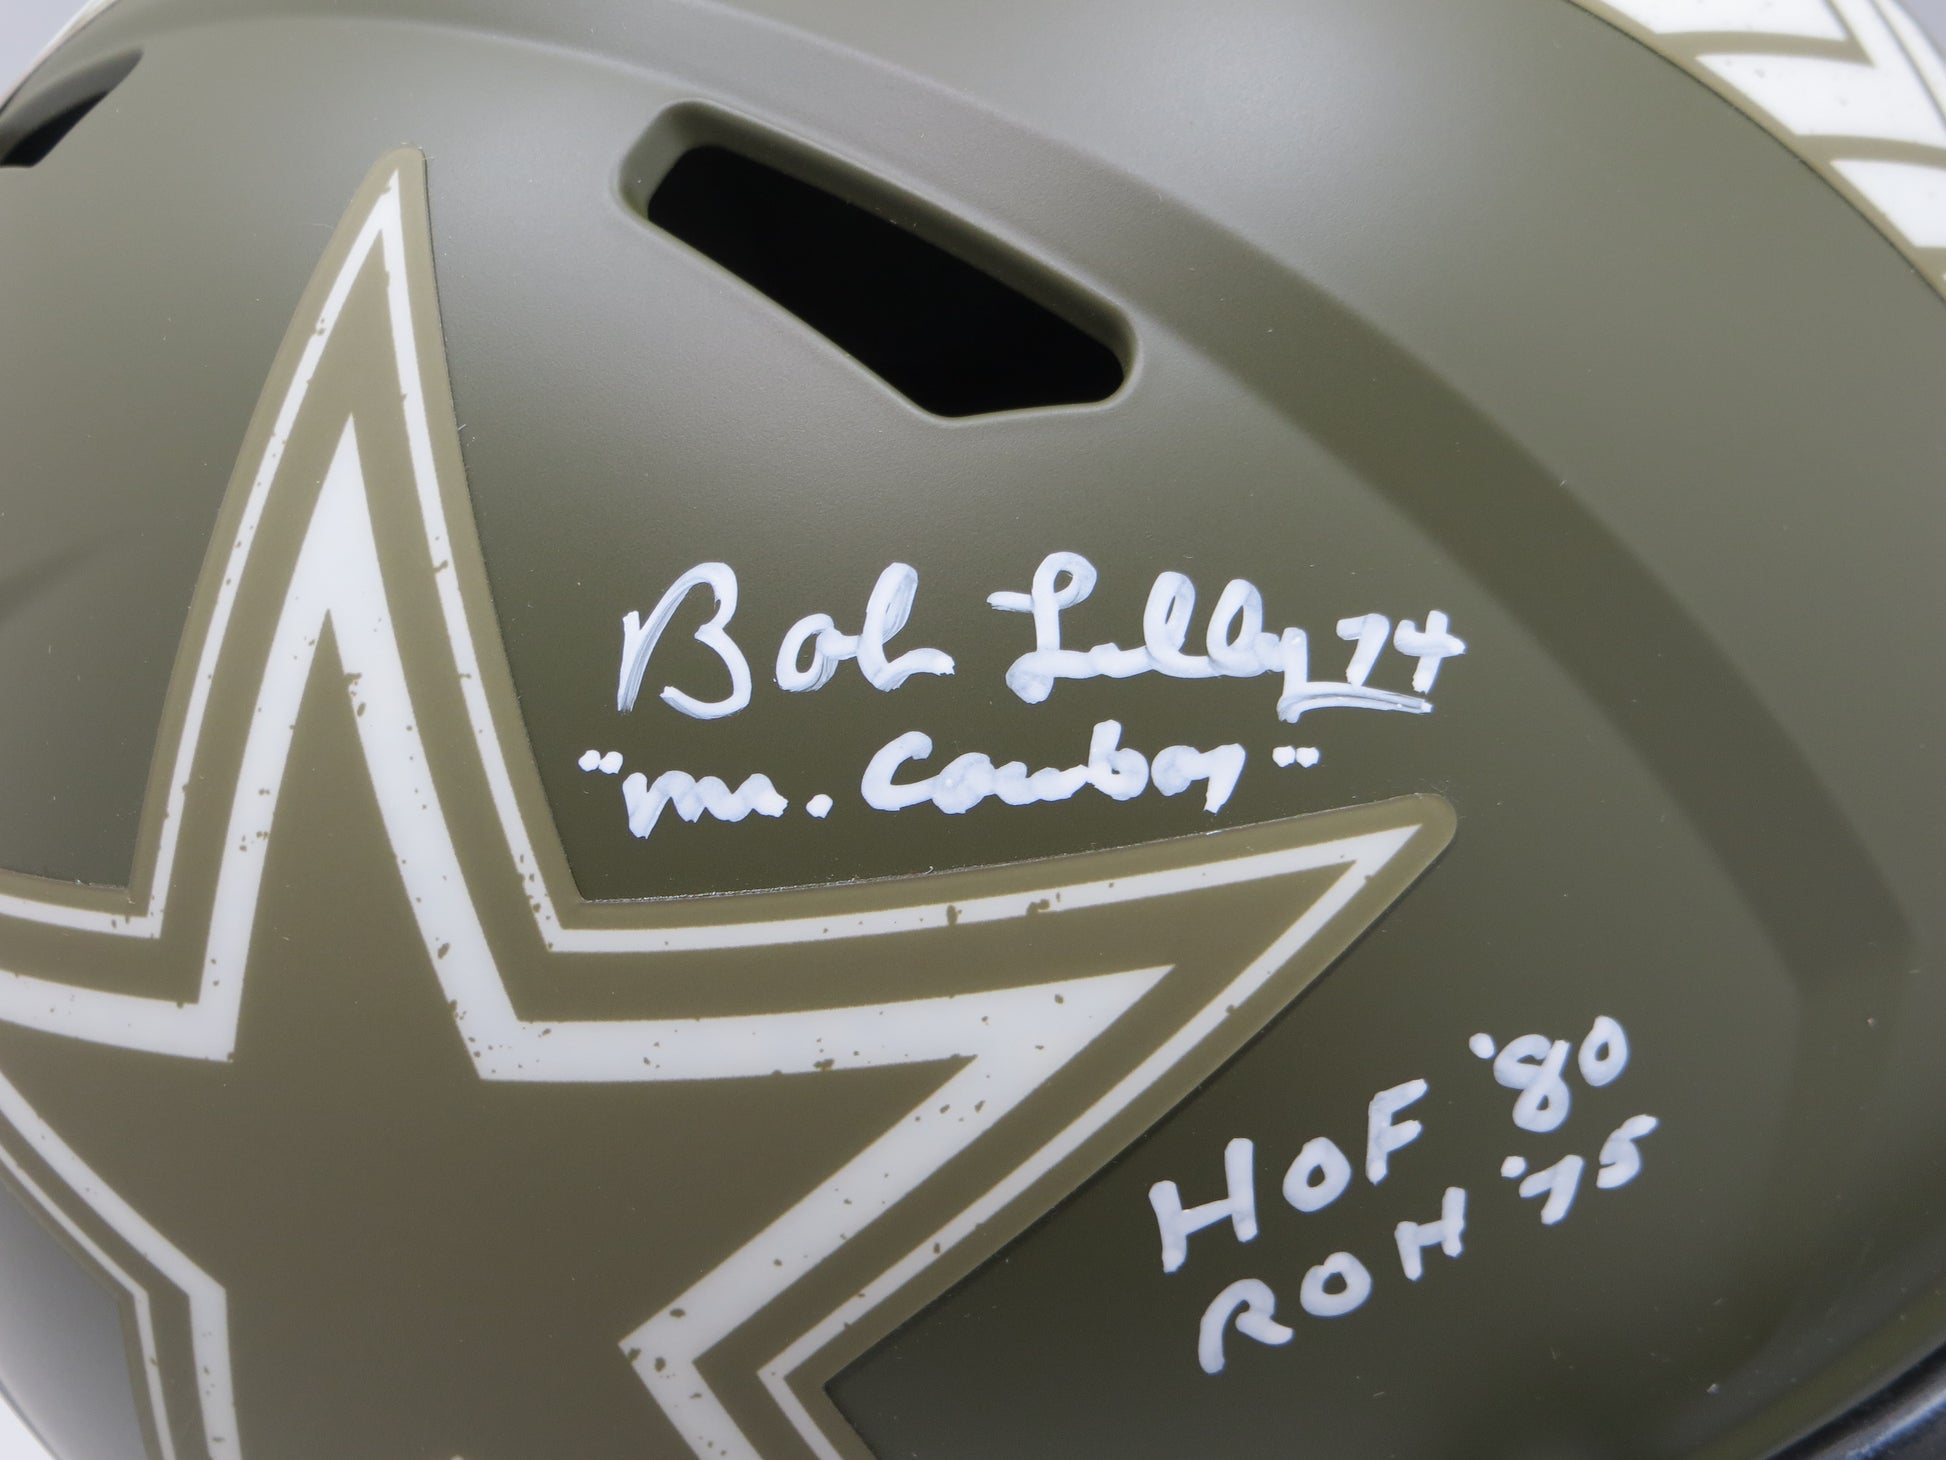 Bob Lilly 74
"Mr. Cowboy"
HOF '80
ROH '75